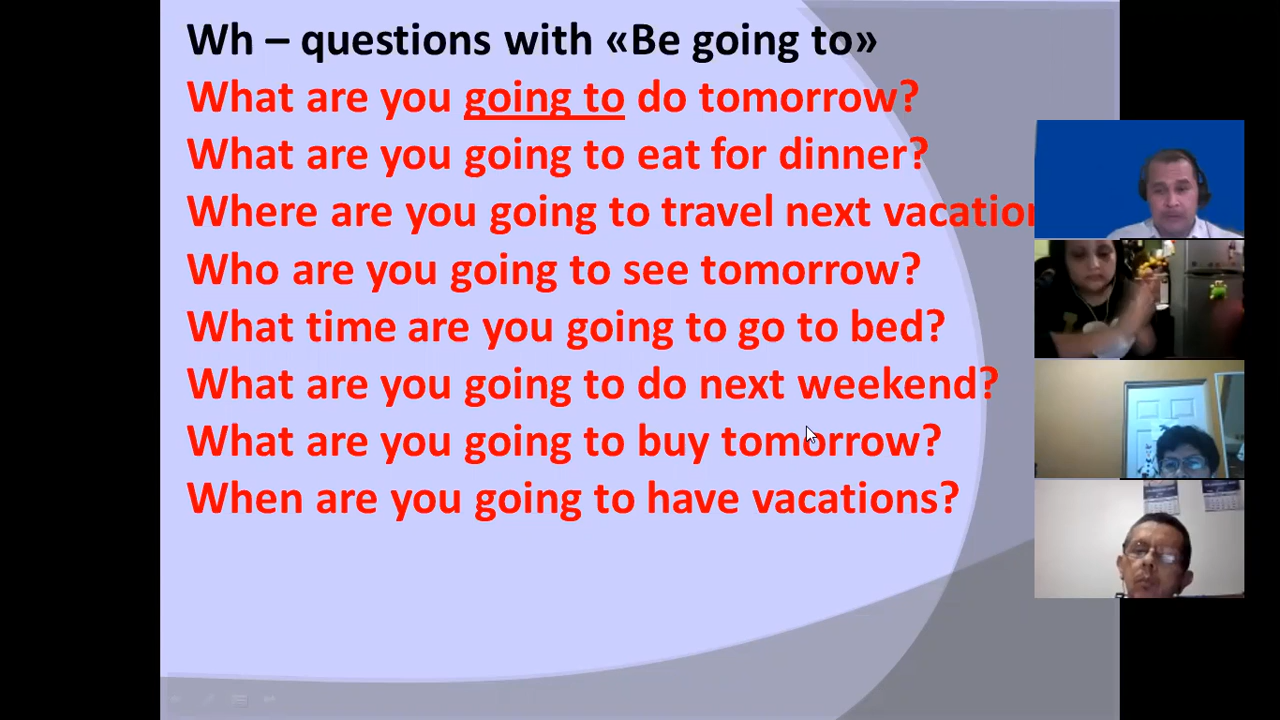 Wh – questions with «Be going to»
What are you going to do tomorrow?
What are you going to eat for dinner?
Where are you going to travel next vacation
Who are you going to see tomorrow?
What time are you going to go to bed?
What are you going to do next weekend?
What are you going to buy tomorrow?
When are you going to have vacations?